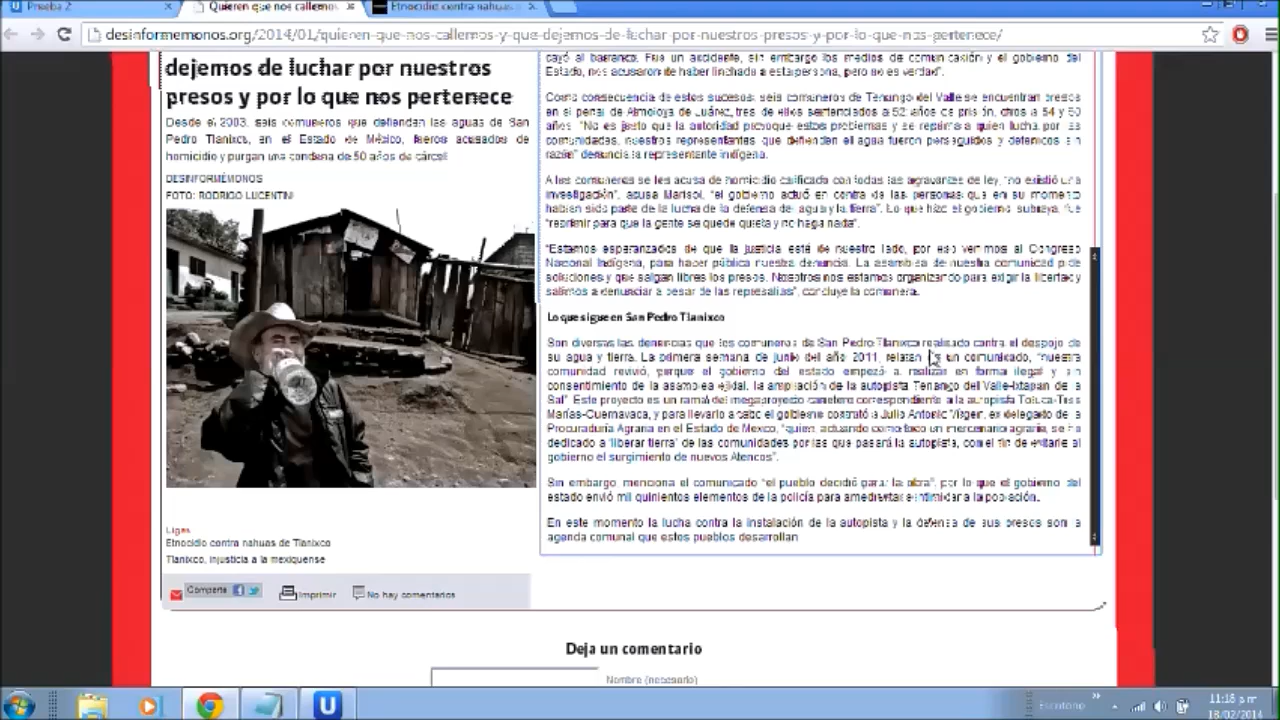 Prueba 2
Quieren que nos callemos
Etnocidio contra nahuas d
desinformemonos.org/2014/01/quieren-que-nos-callemos-y-que-dejemos-de-luchar-por-nuestros-presos-y-por-lo-que-nos-pertenece/
dejemos de luchar por nuestros
presos y por lo que nos pertenece
Desde el 2003, seis comuneros que defendían las aguas de San
Pedro Tlanixco, en el Estado de México, fueron acusados de
homicidio y purgan una condena de 50 años de cárcel
DESINFORMÉMONOS
FOTO: RODRIGO LUCENTINI
Ligas
Etnocidio contra nahuas de Tlanixco
Tlanixco, injusticia a la mexiquense
Comparte
Imprimir
No hay comentarios
cayó al barranco. Fue un accidente, sin embargo los medios de comunicación y el gobierno del
Estado, nos acusaron de haber linchado a esta persona, pero no es verdad".
Como consecuencia de estos sucesos, seis comuneros de Tenango del Valle se encuentran presos
en el penal de Almoloya de Juárez, tres de ellos sentenciados a 52 años de prisión, otros a 54 y 50
años. "No es justo que la autoridad provoque estos problemas y se reprima a quien lucha por las
comunidades, nuestros representantes que defienden el agua fueron perseguidos y detenidos sin
razón" denuncia la representante indígena.
A los comuneros se les acusa de homicidio calificado con todas las agravantes de ley, "no existió una
investigación", acusa Marisol, "el gobierno actuó en contra de las personas que en su momento
habían sido parte de la lucha de la defensa del agua y la tierra". Lo que hizo el gobierno, subraya, fue
"reprimir para que la gente se quede quieta y no haga nada".
"Estamos esperanzados de que la justicia esté de nuestro lado, por eso venimos al Congreso
Nacional Indígena, para hacer pública nuestra denuncia. La asamblea de nuestra comunidad pide
soluciones y que salgan libres los presos. Nosotros nos estamos organizando para exigir la libertad y
salimos a denunciar a pesar de las represalias", concluye la comunera.
Lo que sigue en San Pedro Tlanixco
Son diversas las denuncias que los comuneros de San Pedro Tlanixco realizado contra el despojo de
su agua y tierra. La primera semana de junio del año 2011, relatan en un comunicado, "nuestra
comunidad revivió, porque el gobierno del estado empezó a realizar en forma ilegal y sin
consentimiento de la asamblea ejidal, la ampliación de la autopista Tenango del Valle-Ixtapan de la
Sal". Este proyecto es un ramal del megaproyecto carretero correspondiente a la autopista Toluca-Tres
Marías-Cuernavaca, y para llevarlo a cabo el gobierno contrató a Julio Antonio Virgen, ex delegado de la
Procuraduría Agraria en el Estado de México, "quien, actuando como todo un mercenario agrario, se ha
dedicado a 'liberar tierra' de las comunidades por las que pasará la autopista, con el fin de evitarle al
gobierno el surgimiento de nuevos Atencos".
Sin embargo menciona el comunicado "el pueblo decidió parar la obra", por lo que el gobierno del
estado envió mil quinientos elementos de la policía para amedrentar e intimidar a la población.
En este momento la lucha contra la instalación de la autopista y la defensa de sus presos son la
agenda comunal que estos pueblos desarrollan
Deja un comentario
Nombre (necesario)
U
Escritorio
11:18 p.m.
18/02/2014